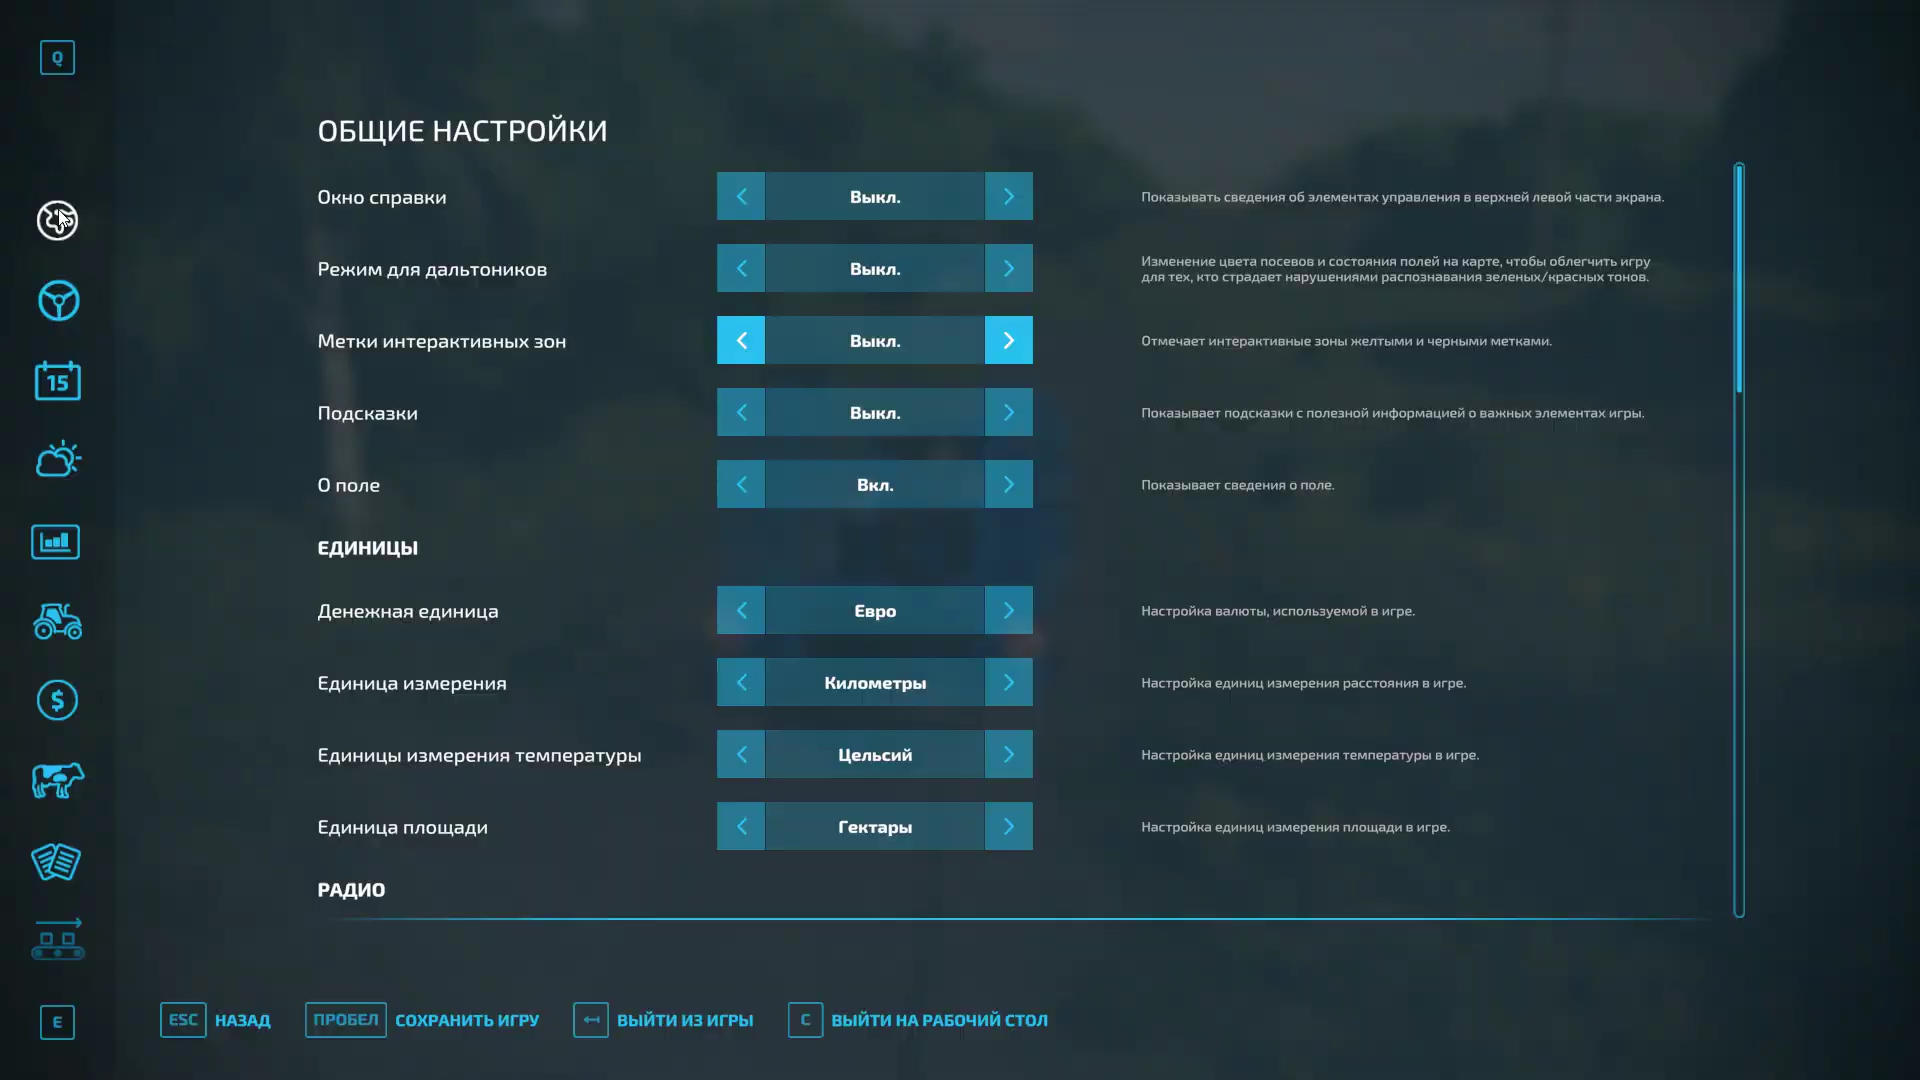 Q
ОБЩИЕ НАСТРОЙКИ
Окно справки
Выкл.
Показывать сведения об элементах управления в верхней левой части экрана.
Режим для дальтоников
Выкл.
Изменение цвета посевов и состояния полей на карте, чтобы облегчить игру
для тех, кто страдает нарушениями распознавания зеленых/красных тонов.
Метки интерактивных зон
Выкл.
Отмечает интерактивные зоны желтыми и черными метками.
15
Подсказки
Выкл.
Показывает подсказки с полезной информацией о важных элементах игры.
О поле
Вкл.
Показывает сведения о поле.
ЕДИНИЦЫ
Денежная единица
Евро
Настройка валюты, используемой в игре.
Единица измерения
Километры
Настройка единиц измерения расстояния в игре.
$
Единицы измерения температуры
Цельсий
Настройка единиц измерения температуры в игре.
Единица площади
Гектары
Настройка единиц измерения площади в игре.
РАДИО
E
ESC НАЗАД
ПРОБЕЛ СОХРАНИТЬ ИГРУ
ВЫЙТИ ИЗ ИГРЫ
C ВЫЙТИ НА РАБОЧИЙ СТОЛ